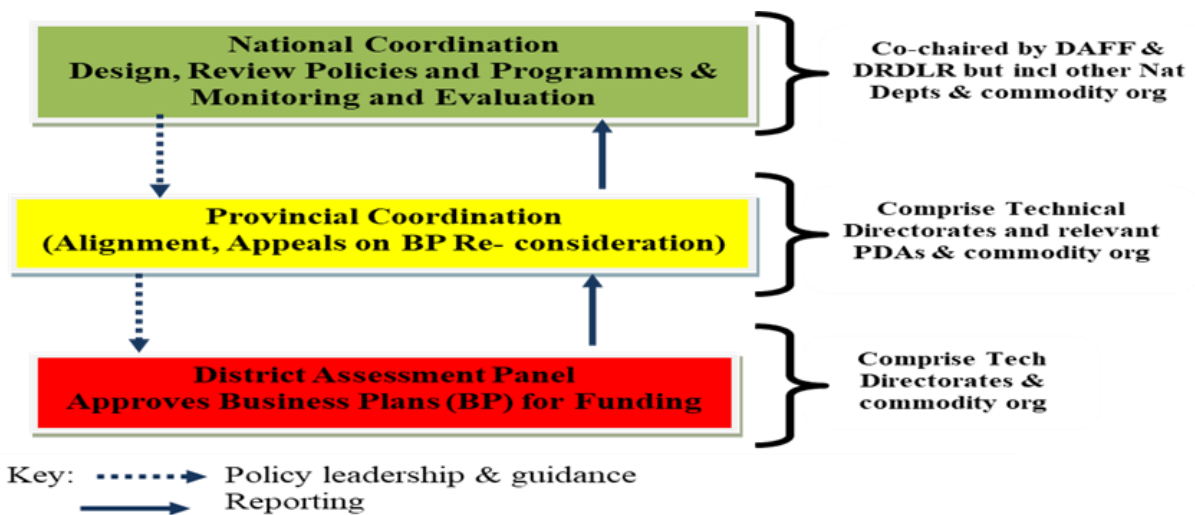 National Coordination
Design, Review Policies and Programmes &
Monitoring and Evaluation
Co-chaired by DAFF &
DRDLR but incl other Nat
Depts & commodity org
Provincial Coordination
(Alignment, Appeals on BP Re- consideration)
Comprise Technical
Directorates and relevant
PDAs & commodity org
District Assessment Panel
Approves Business Plans (BP) for Funding
Comprise Tech
Directorates &
commodity org
Key: Policy leadership & guidance
Reporting